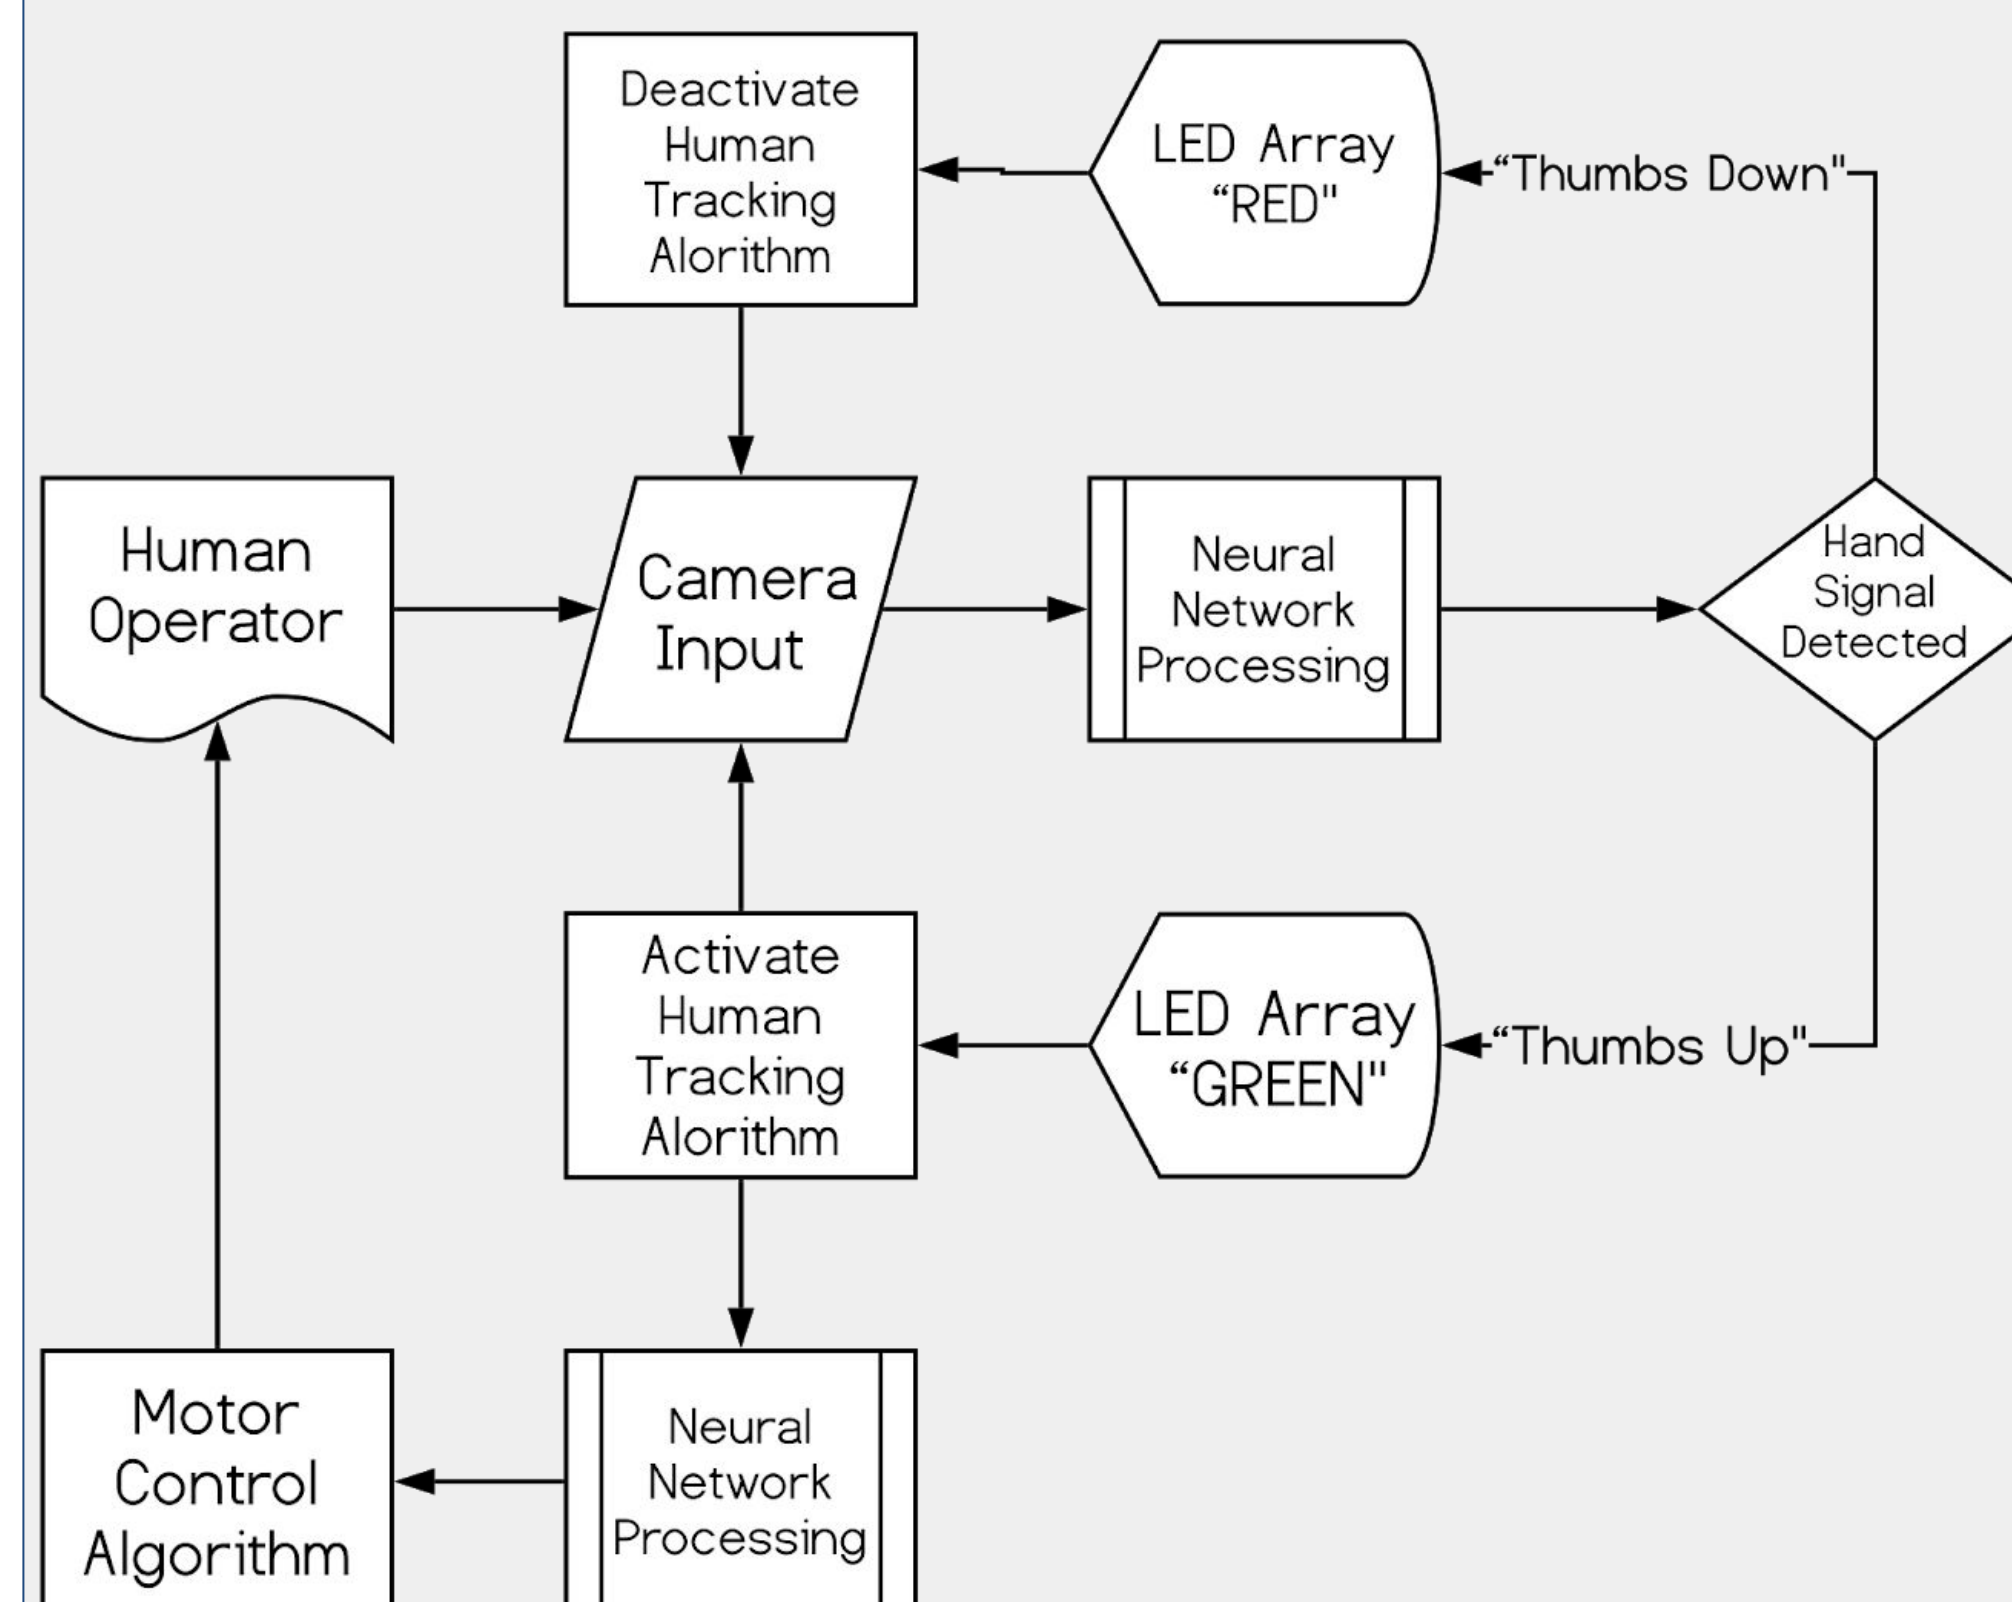 Deactivate
Human
Tracking
Alorithm
LED Array
“RED"
“Thumbs Down"
Human
Operator
Camera
Input
Neural
Network
Processing
Hand
Signal
Detected
Activate
Human
Tracking
Alorithm
LED Array
“GREEN"
“Thumbs Up"
Motor
Control
Algorithm
Neural
Network
Processing